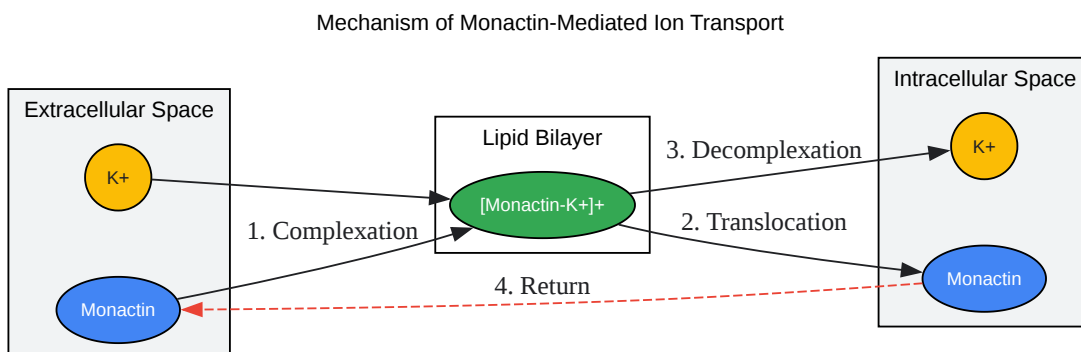 Mechanism of Monactin-Mediated Ion Transport
Extracellular Space
K+
Monactin
1. Complexation
Lipid Bilayer
[Monactin-K+]+
3. Decomplexation
2. Translocation
4. Return
Intracellular Space
K+
Monactin